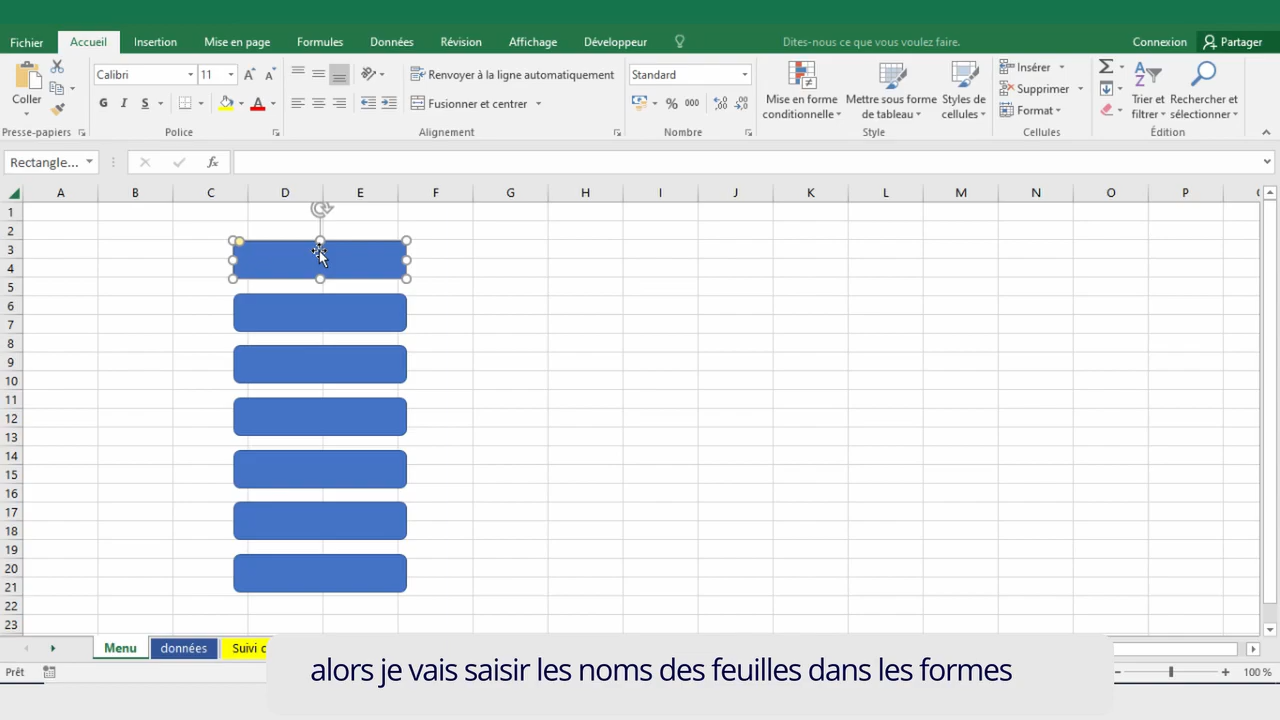 Fichier Accueil Insertion Mise en page Formules Données Révision Affichage Développeur Dites-nous ce que vous voulez faire. Connexion Partager
Coller
Calibri 11 A A
Renvoyer à la ligne automatiquement
Standard
G I S A
Fusionner et centrer
% 000
Mise en forme conditionnelle
Mettre sous forme de tableau
Styles de cellules
Insérer
Supprimer
Format
Trier et filtrer
Rechercher et sélectionner
Presse-papiers Police Alignement Nombre Style Cellules Édition
Rectangle... fx
A B C D E F G H I J K L M N O P
1
2
3
4
5
6
7
8
9
10
11
12
13
14
15
16
17
18
19
20
21
22
23
Menu données Suivi
alors je vais saisir les noms des feuilles dans les formes
Prêt 100 %